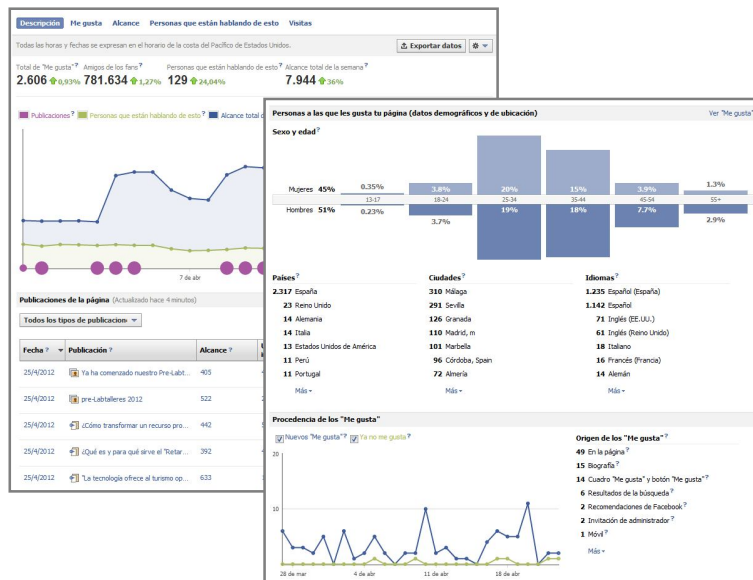 Descripción Me gusta Alcance Personas que están hablando de esto Visitas
Todas las horas y fechas se expresan en el horario de la costa del Pacífico de Estados Unidos.
Exportar datos
Total de "Me gusta"? Amigos de los fans? Personas que están hablando de esto? Alcance total de la semana?
2.606 0,93% 781.634 1,27% 129 24,04% 7.944 36%
Publicaciones? Personas que están hablando de esto? Alcance total d
7 de abr
Publicaciones de la página (Actualizado hace 4 minutos)
Todos los tipos de publicacion
Fecha? Publicación? Alcance?
25/4/2012 Ya ha comenzado nuestro Pre-Labt... 405
25/4/2012 pre-Labtalleres 2012 522
25/4/2012 ¿Cómo transformar un recurso pro... 442
25/4/2012 ¿Qué es y para qué sirve el "Retar... 392
25/4/2012 "La tecnología ofrece al turismo op... 633
Personas a las que les gusta tu página (datos demográficos y de ubicación) Ver "Me gusta"
Sexo y edad?
Mujeres 45% 0.35% 3.8% 20% 15% 3.9% 1.3%
13-17 18-24 25-34 35-44 45-54 55+
Hombres 51% 0.23% 3.7% 19% 18% 7.7% 2.9%
Países? Ciudades? Idiomas?
2.317 España 310 Málaga 1.235 Español (España)
23 Reino Unido 291 Sevilla 1.142 Español
14 Alemania 126 Granada 71 Inglés (EE.UU.)
14 Italia 110 Madrid, m 61 Inglés (Reino Unido)
13 Estados Unidos de América 101 Marbella 18 Italiano
11 Perú 96 Córdoba, Spain 16 Francés (Francia)
11 Portugal 72 Almería 14 Alemán
Más Más Más
Procedencia de los "Me gusta"
Nuevos "Me gusta"? Ya no me gusta?
20
10
28 de mar 4 de abr 11 de abr 18 de abr
Origen de los "Me gusta"?
49 En la página?
15 Biografía?
14 Cuadro "Me gusta" y botón "Me gusta"?
6 Resultados de la búsqueda?
2 Recomendaciones de Facebook?
2 Invitación de administrador?
1 Móvil?
Más